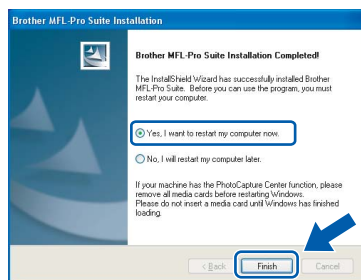 Brother MFL-Pro Suite Installation
Brother MFL-Pro Suite Installation Completed!
The InstallShield Wizard has successfully installed Brother
MFL-Pro Suite. Before you can use the program, you must
restart your computer.
Yes, I want to restart my computer now.
No, I will restart my computer later.
If your machine has the PhotoCapture Center function, please
remove all media cards before restarting Windows.
Please do not insert a media card until Windows has finished
loading.
< Back Finish Cancel